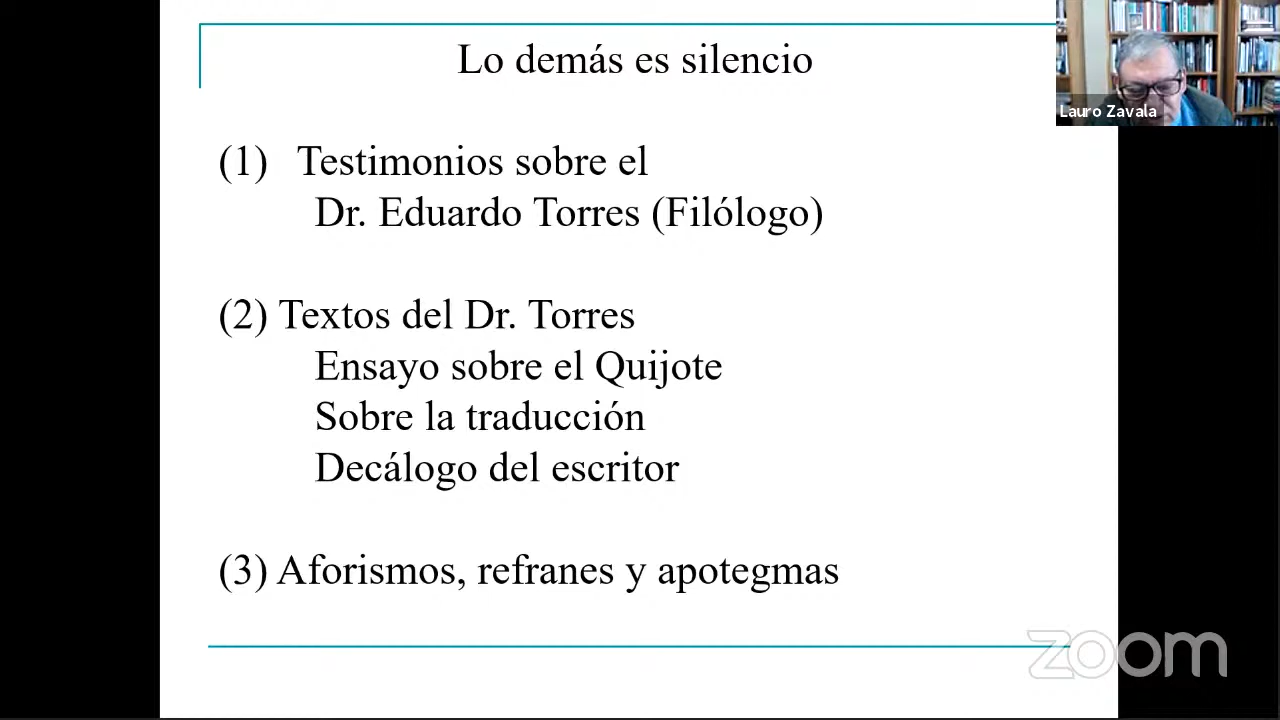 Lo demás es silencio
Lauro Zavala
(1) Testimonios sobre el
Dr. Eduardo Torres (Filólogo)
(2) Textos del Dr. Torres
Ensayo sobre el Quijote
Sobre la traducción
Decálogo del escritor
(3) Aforismos, refranes y apotegmas
zoom